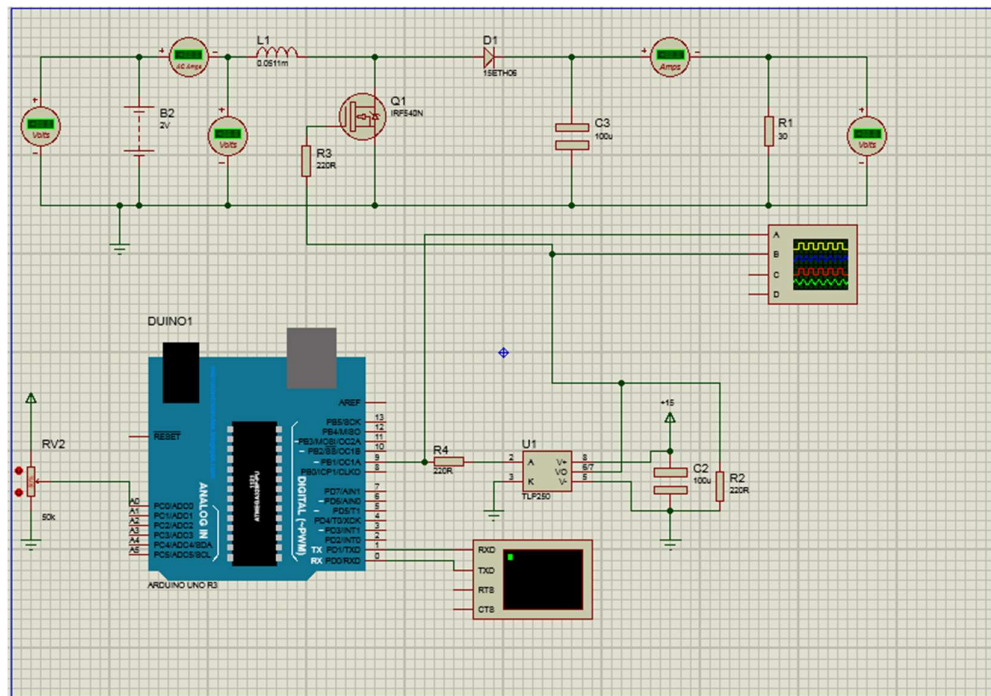 L1
0.0511m
AC Amps
D1
15ETH06
Amps
B2
2V
Q1
IRF540N
C3
100u
R1
30
Volts
Volts
Volts
R3
220R
A
B
C
D
DUINO1
AREF
RESET
PB5/SCK 13
PB4/MISO 12
~PB3/MOSI/OC2A 11
~PB2/SS/OC1B 10
~PB1/OC1A 9
PB0/ICP1/CLKO 8
PD7/AIN1 7
~PD6/AIN0 6
~PD5/T1 5
PD4/T0/XCK 4
~PD3/INT1 3
PD2/INT0 2
TX PD1/TXD 1
RX PD0/RXD 0
ANALOG IN
DIGITAL (~PWM)
A0 PC0/ADC0
A1 PC1/ADC1
A2 PC2/ADC2
A3 PC3/ADC3
A4 PC4/ADC4/SDA
A5 PC5/ADC5/SCL
ARDUINO UNO R3
RV2
50k
R4
220R
U1
2 A
3 K
V+ 8
VO 6/7
V- 5
TLP250
+15
C2
100u
R2
220R
RXD
TXD
RTS
CTS